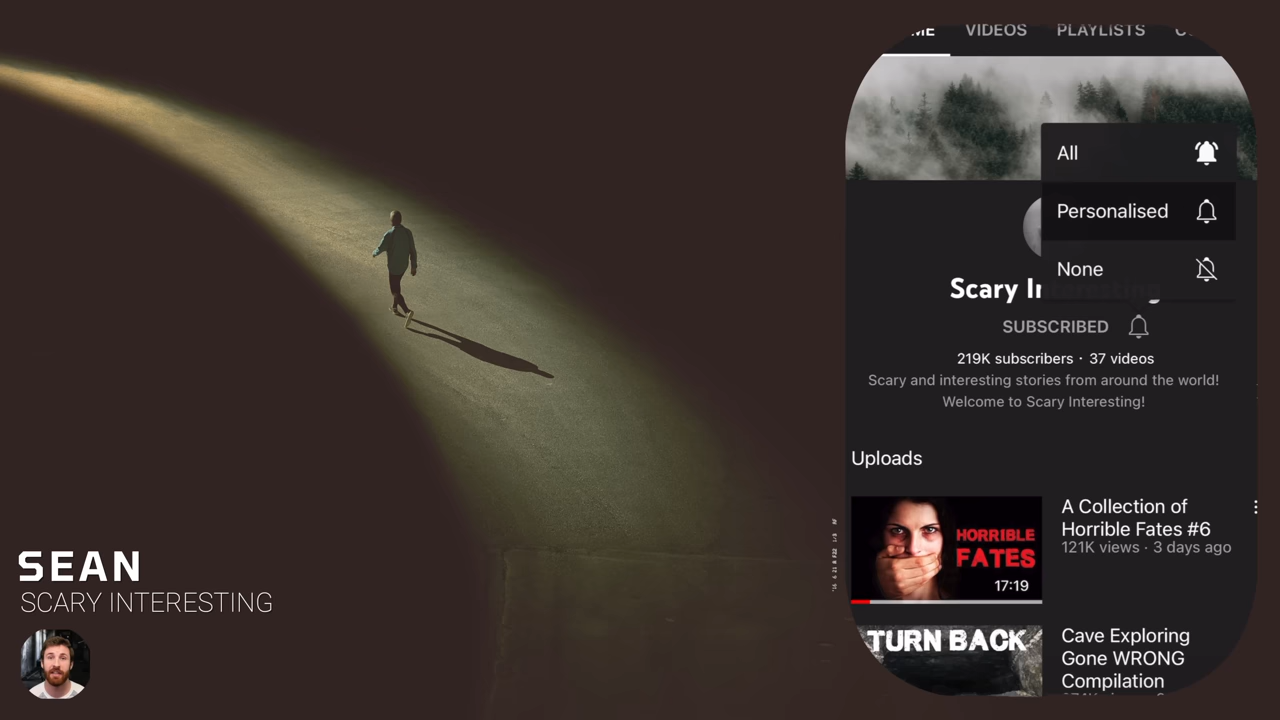 SEAN
SCARY INTERESTING
VIDEOS
PLAYLISTS
All
Personalised
None
Scary
SUBSCRIBED
219K subscribers · 37 videos
Scary and interesting stories from around the world!
Welcome to Scary Interesting!
Uploads
HORRIBLE
FATES
17:19
A Collection of
Horrible Fates #6
121K views · 3 days ago
TURN BACK
Cave Exploring
Gone WRONG
Compilation